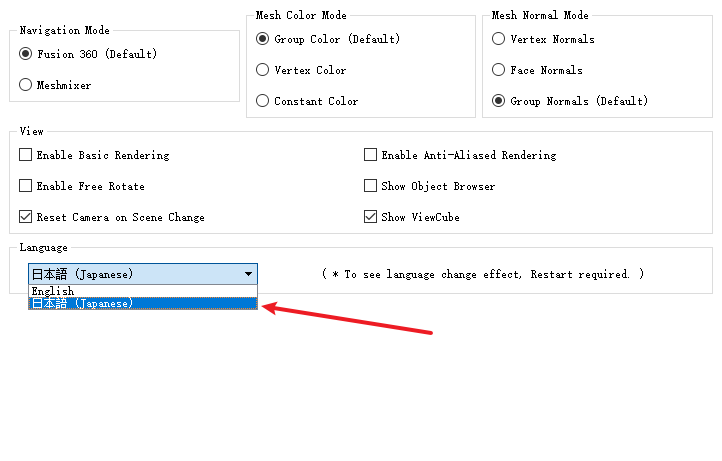 Navigation Mode
Fusion 360 (Default)
Meshmixer
Mesh Color Mode
Group Color (Default)
Vertex Color
Constant Color
Mesh Normal Mode
Vertex Normals
Face Normals
Group Normals (Default)
View
Enable Basic Rendering
Enable Anti-Aliased Rendering
Enable Free Rotate
Show Object Browser
Reset Camera on Scene Change
Show ViewCube
Language
日本語 (Japanese)
( * To see language change effect, Restart required. )
English
日本語 (Japanese)